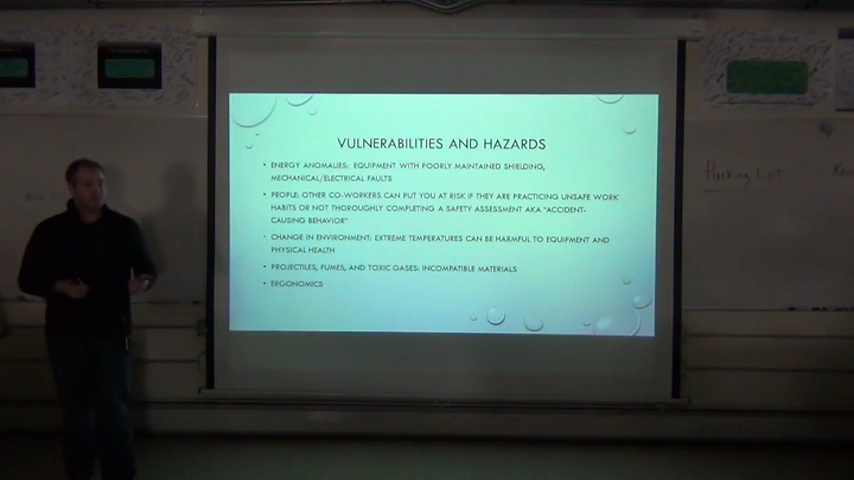 VULNERABILITIES AND HAZARDS
• ENERGY ANOMALIES: EQUIPMENT WITH POORLY MAINTAINED SHIELDING,
MECHANICAL/ELECTRICAL FAULTS
• PEOPLE: OTHER CO-WORKERS CAN PUT YOU AT RISK IF THEY ARE PRACTICING UNSAFE WORK
HABITS OR NOT THOROUGHLY COMPLETING A SAFETY ASSESSMENT AKA "ACCIDENT-
CAUSING BEHAVIOR"
• CHANGE IN ENVIRONMENT: EXTREME TEMPERATURES CAN BE HARMFUL TO EQUIPMENT AND
PHYSICAL HEALTH
• PROJECTILES, FUMES, AND TOXIC GASES: INCOMPATIBLE MATERIALS
• ERGONOMICS
Parking Lot